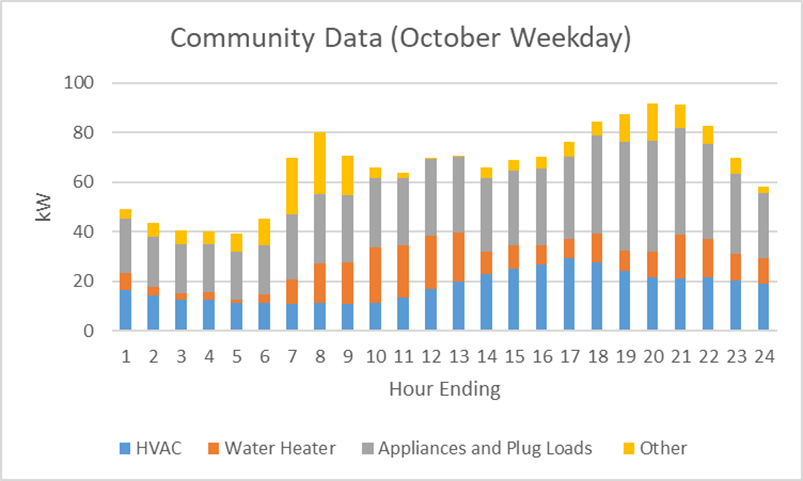 Community Data (October Weekday)
100
80
60
40
20
0
kW
1 2 3 4 5 6 7 8 9 10 11 12 13 14 15 16 17 18 19 20 21 22 23 24
Hour Ending
HVAC Water Heater Appliances and Plug Loads Other